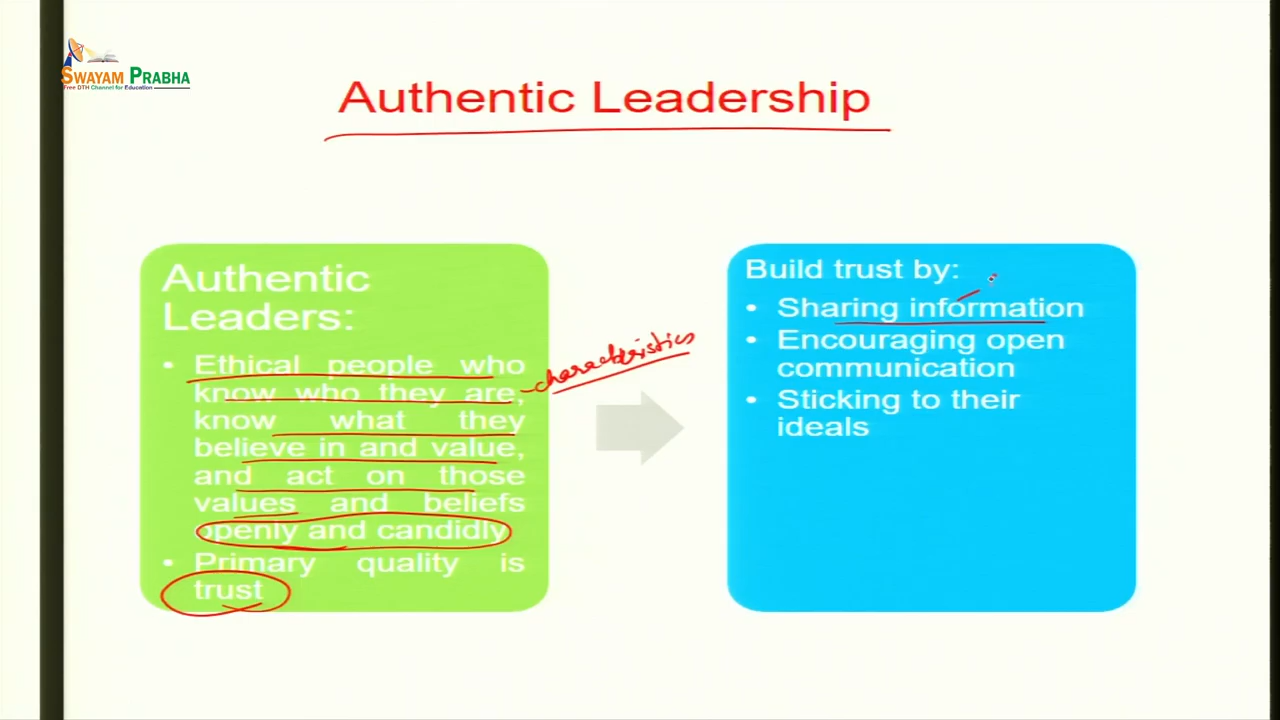 SWAYAM PRABHA
Free DTH Channel for Education
Authentic Leadership
Authentic
Leaders:
• Ethical people who
know who they are,
know what they
believe in and value,
and act on those
values and beliefs
openly and candidly
• Primary quality is
trust
characteristics
Build trust by:
• Sharing information
• Encouraging open
communication
• Sticking to their
ideals